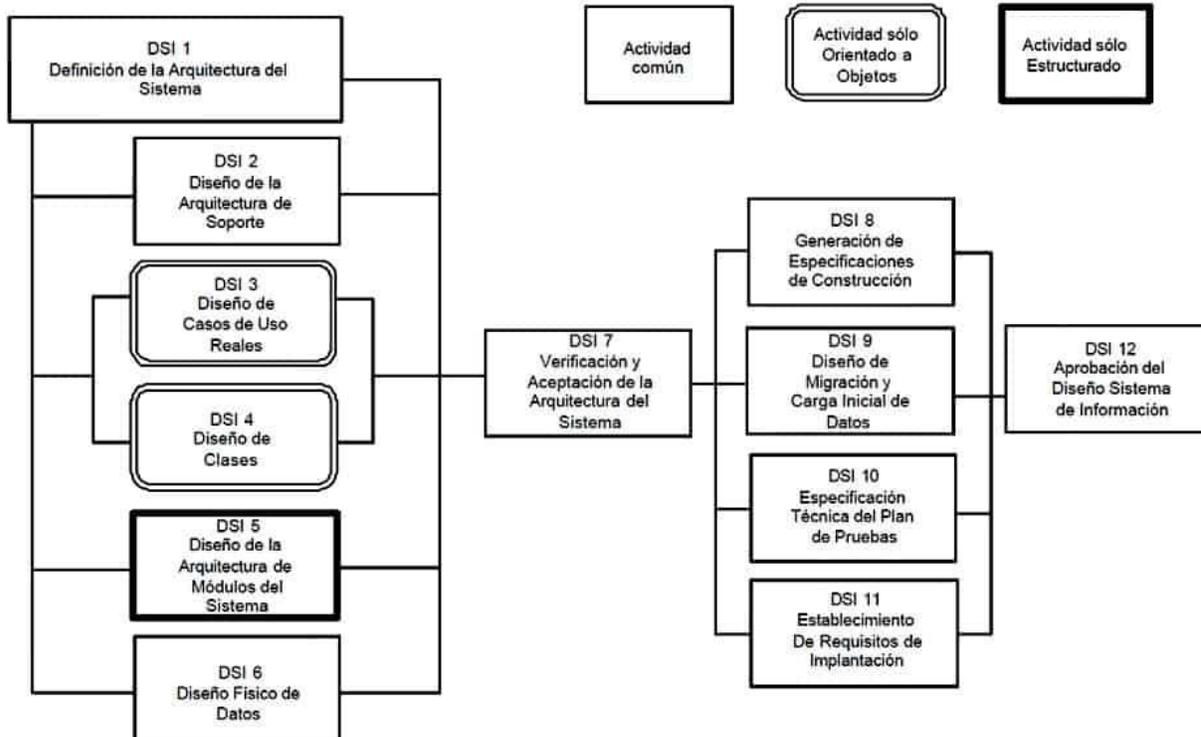 DSI 1
Definición de la Arquitectura del
Sistema
Actividad
común
Actividad sólo
Orientado a
Objetos
Actividad sólo
Estructurado
DSI 2
Diseño de la
Arquitectura de
Soporte
DSI 3
Diseño de
Casos de Uso
Reales
DSI 4
Diseño de
Clases
DSI 5
Diseño de la
Arquitectura de
Módulos del
Sistema
DSI 6
Diseño Físico de
Datos
DSI 7
Verificación y
Aceptación de la
Arquitectura del
Sistema
DSI 8
Generación de
Especificaciones
de Construcción
DSI 9
Diseño de
Migración y
Carga Inicial de
Datos
DSI 10
Especificación
Técnica del Plan
de Pruebas
DSI 11
Establecimiento
De Requisitos de
Implantación
DSI 12
Aprobación del
Diseño Sistema
de Información